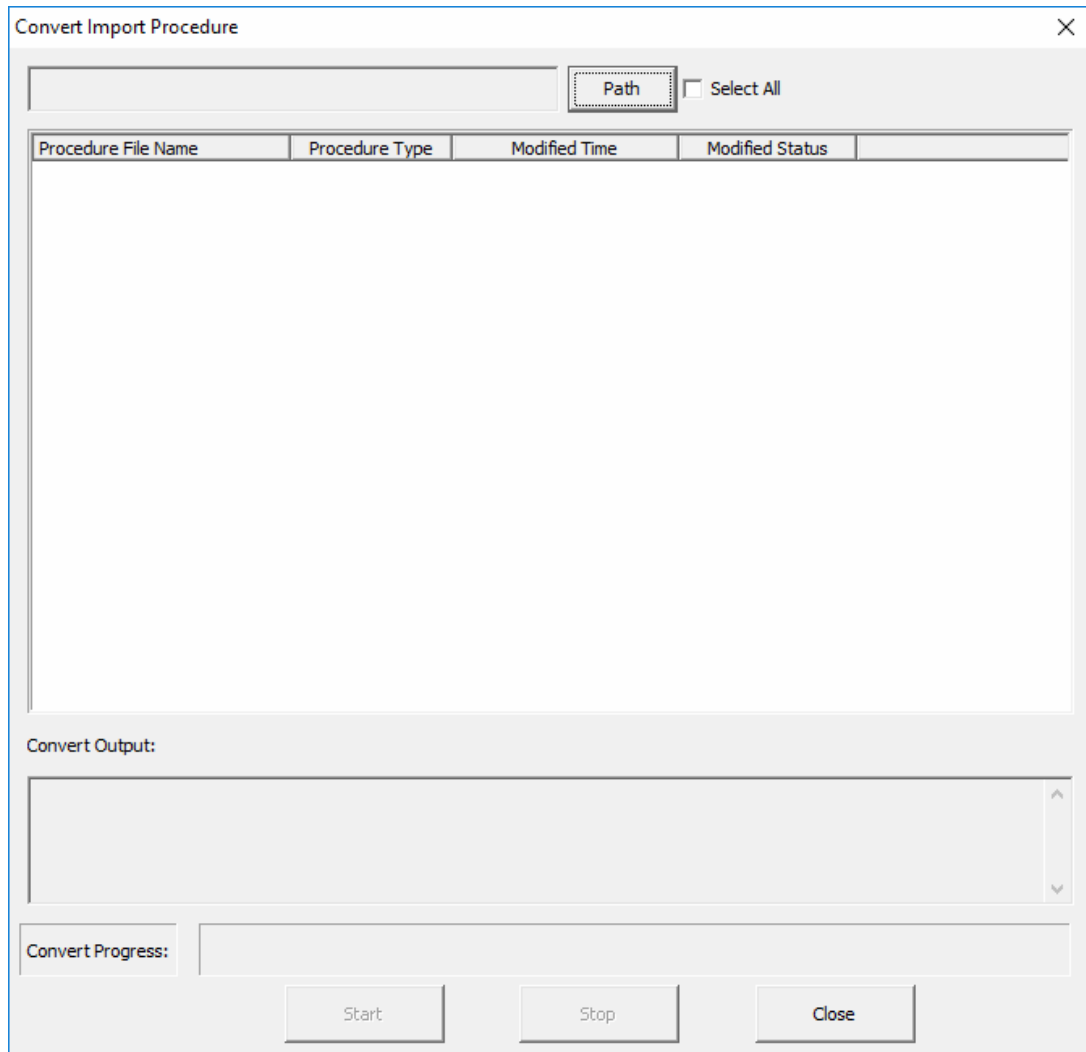 Convert Import Procedure
Path Select All
Procedure File Name Procedure Type Modified Time Modified Status
Convert Output:
Convert Progress:
Start Stop Close